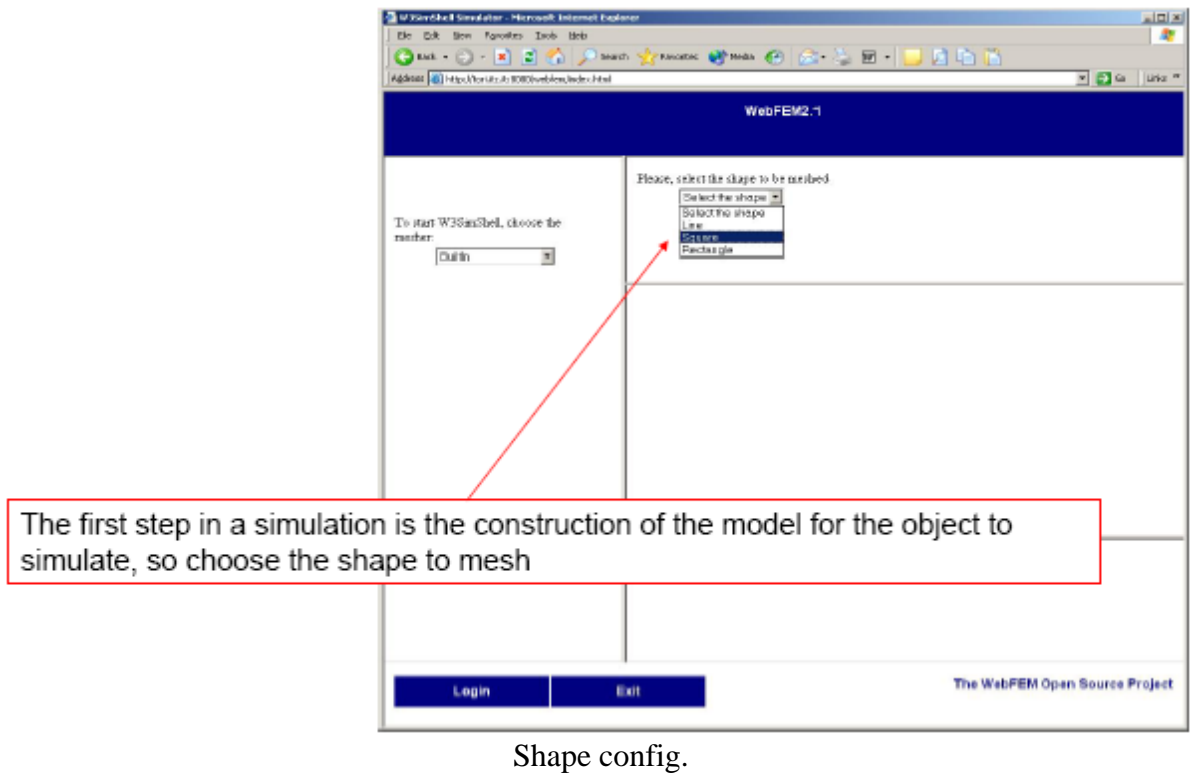 W3SimShell Simulator - Microsoft Internet Explorer
File Edit View Favorites Tools Help
Back Search Favorites Media
Address Go Links »
WebFEM2.1
Please, select the shape to be meshed
Select the shape
Select the shape
Line
Square
Rectangle
To start W3SimShell, choose the
mesher:
BuiltIn
The first step in a simulation is the construction of the model for the object to
simulate, so choose the shape to mesh
Login Exit The WebFEM Open Source Project
Shape config.